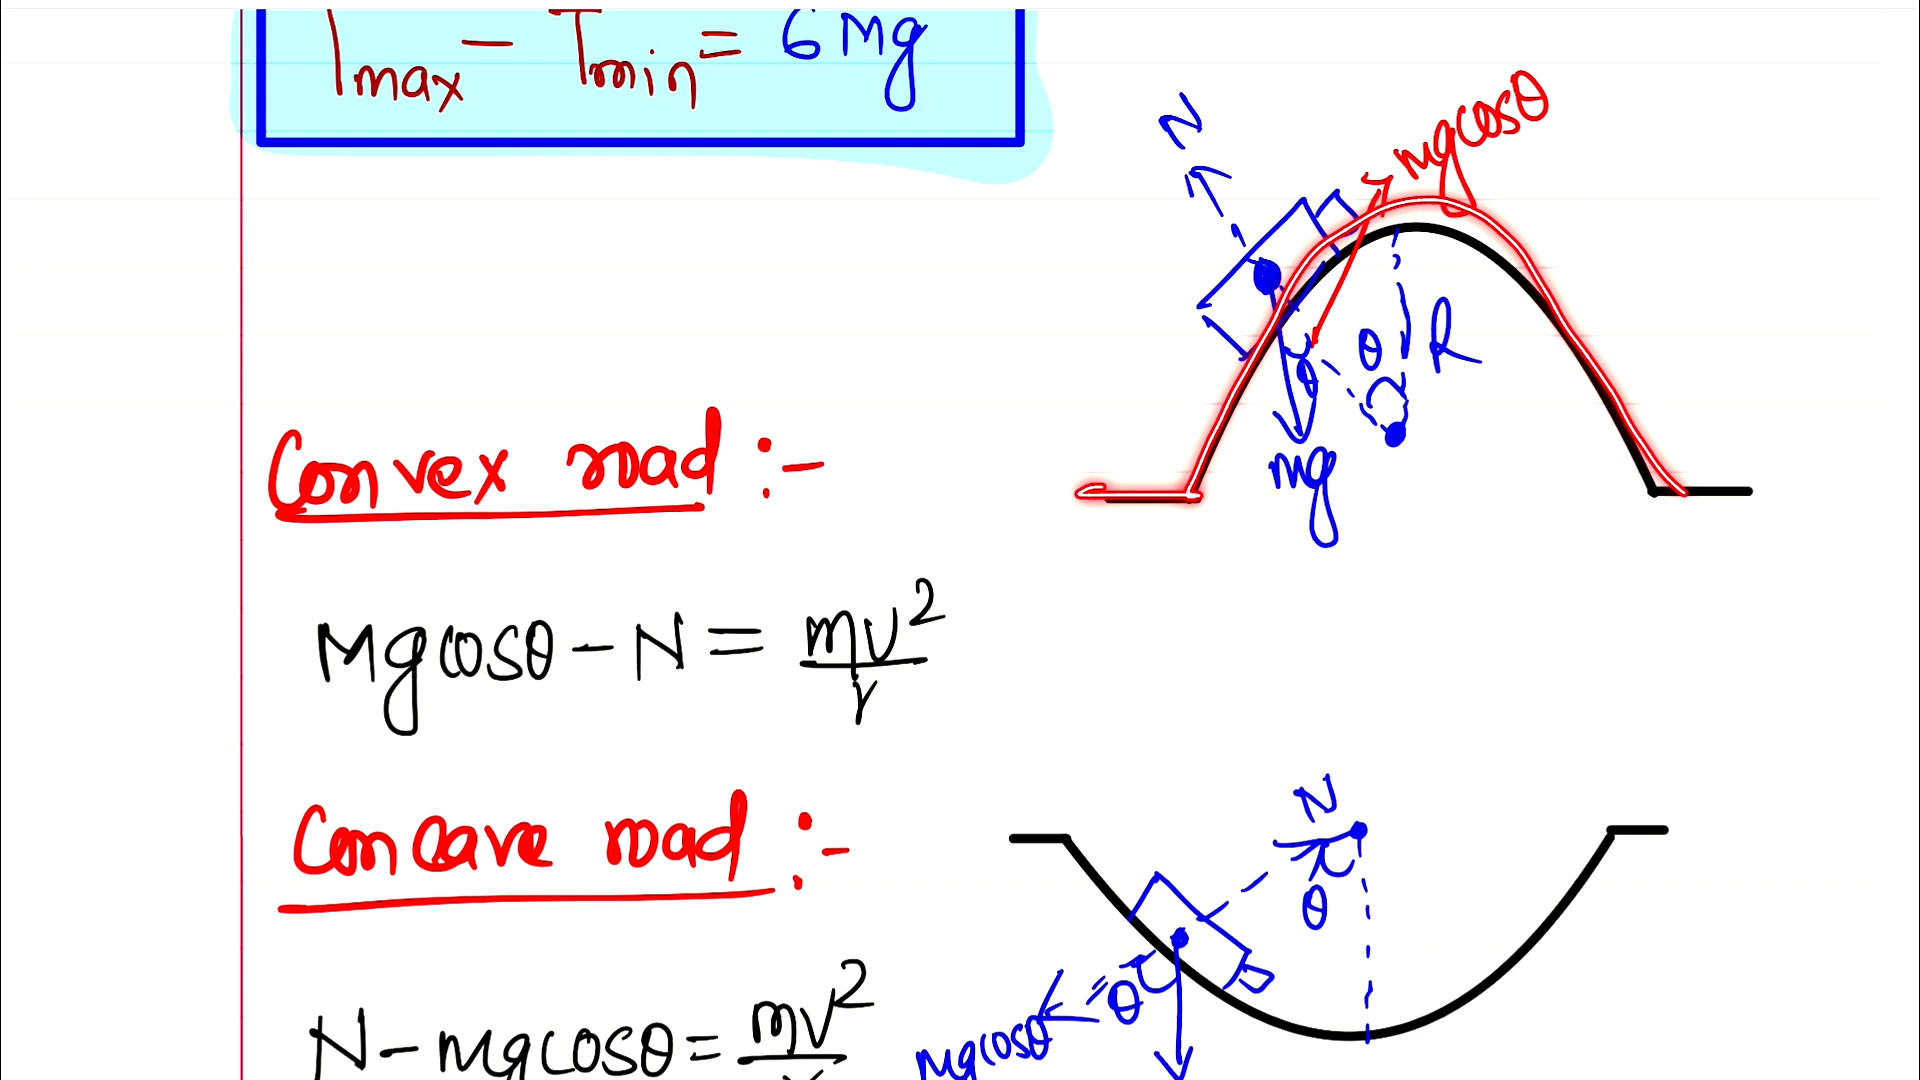 Tmax - Tmin = 6Mg
N
mgcosθ
θ
R
θ
mg
Convex road :-
Mgcosθ - N = mv²/r
Concave road :-
N
θ
θ
mgcosθ
N - mgcosθ = mv²/r